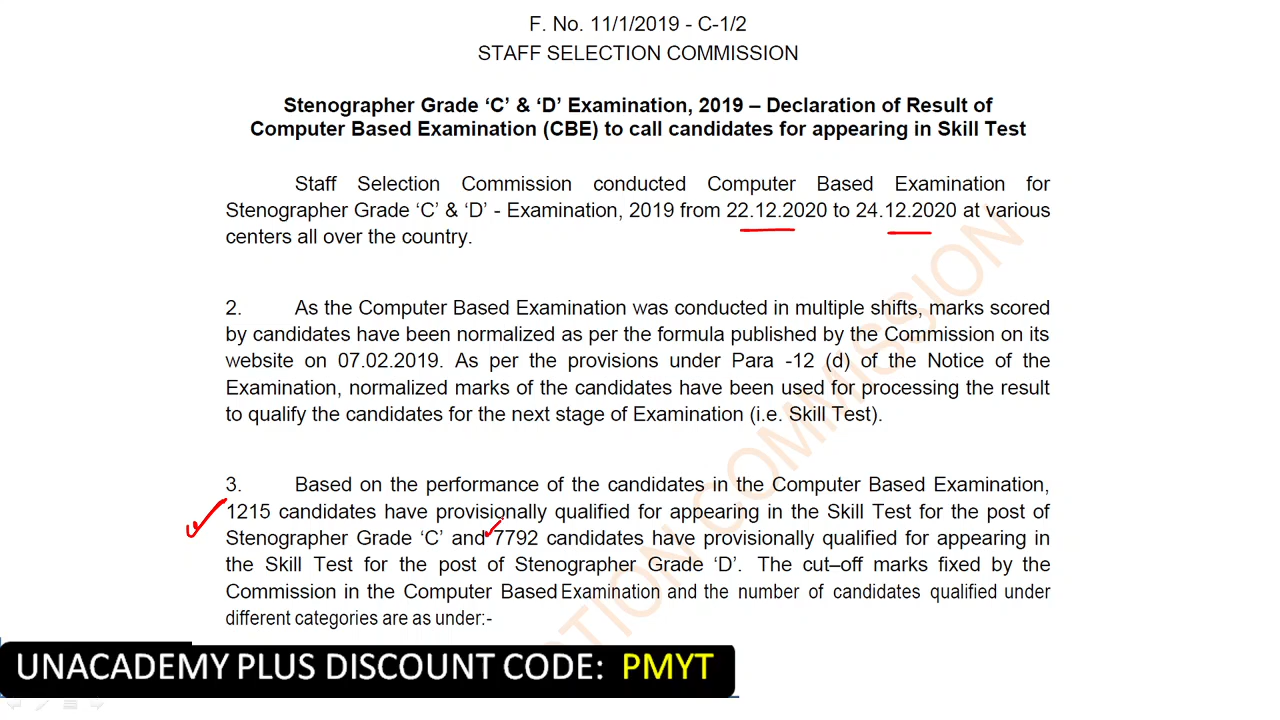 F. No. 11/1/2019 - C-1/2
STAFF SELECTION COMMISSION
Stenographer Grade ‘C’ & ‘D’ Examination, 2019 – Declaration of Result of
Computer Based Examination (CBE) to call candidates for appearing in Skill Test
Staff Selection Commission conducted Computer Based Examination for
Stenographer Grade ‘C’ & ‘D’ - Examination, 2019 from 22.12.2020 to 24.12.2020 at various
centers all over the country.
2. As the Computer Based Examination was conducted in multiple shifts, marks scored
by candidates have been normalized as per the formula published by the Commission on its
website on 07.02.2019. As per the provisions under Para -12 (d) of the Notice of the
Examination, normalized marks of the candidates have been used for processing the result
to qualify the candidates for the next stage of Examination (i.e. Skill Test).
3. Based on the performance of the candidates in the Computer Based Examination,
1215 candidates have provisionally qualified for appearing in the Skill Test for the post of
Stenographer Grade ‘C’ and 7792 candidates have provisionally qualified for appearing in
the Skill Test for the post of Stenographer Grade ‘D’. The cut–off marks fixed by the
Commission in the Computer Based Examination and the number of candidates qualified under
different categories are as under:-
CTION COMMISSION
UNACADEMY PLUS DISCOUNT CODE: PMYT